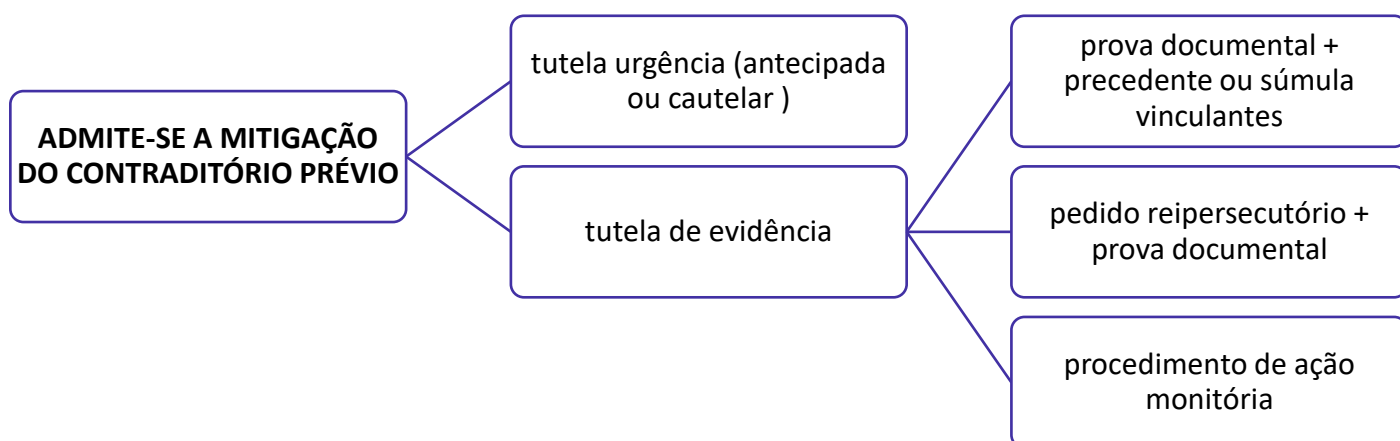 ADMITE-SE A MITIGAÇÃO
DO CONTRADITÓRIO PRÉVIO
tutela urgência (antecipada
ou cautelar )
tutela de evidência
prova documental +
precedente ou súmula
vinculantes
pedido reipersecutório +
prova documental
procedimento de ação
monitória